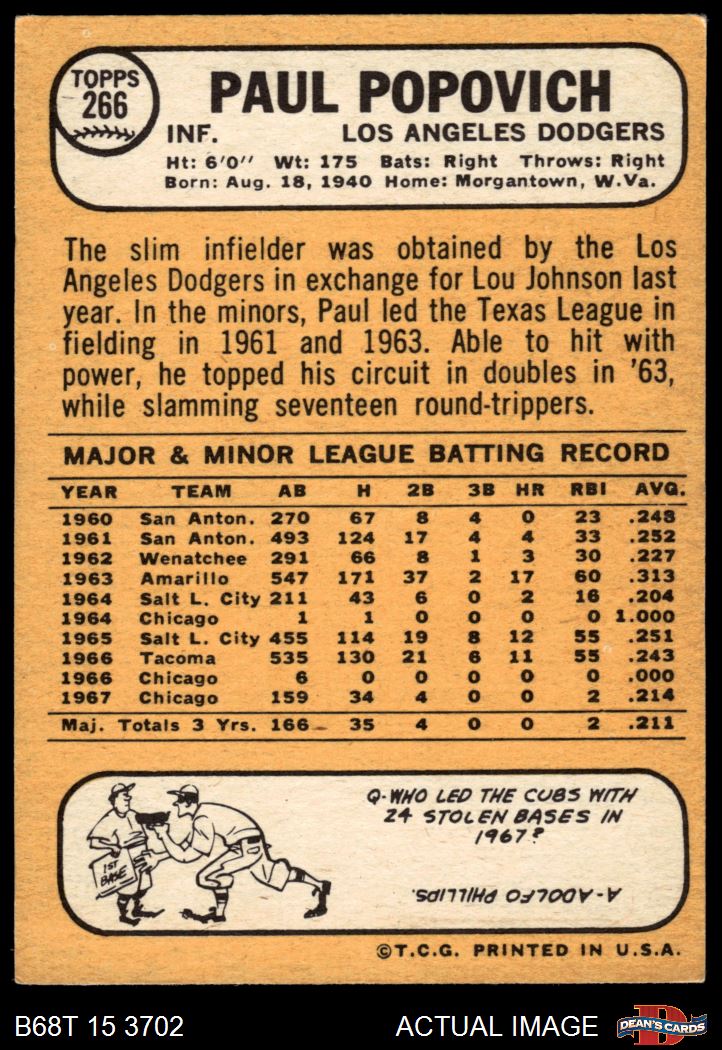 TOPPS
266
PAUL POPOVICH
INF. LOS ANGELES DODGERS
Ht: 6'0'' Wt: 175 Bats: Right Throws: Right
Born: Aug. 18, 1940 Home: Morgantown, W.Va.
The slim infielder was obtained by the Los
Angeles Dodgers in exchange for Lou Johnson last
year. In the minors, Paul led the Texas League in
fielding in 1961 and 1963. Able to hit with
power, he topped his circuit in doubles in '63,
while slamming seventeen round-trippers.
MAJOR & MINOR LEAGUE BATTING RECORD
YEAR TEAM AB H 2B 3B HR RBI AVG.
1960 San Anton. 270 67 8 4 0 23 .248
1961 San Anton. 493 124 17 4 4 33 .252
1962 Wenatchee 291 66 8 1 3 30 .227
1963 Amarillo 547 171 37 2 17 60 .313
1964 Salt L. City 211 43 6 0 2 16 .204
1964 Chicago 1 1 0 0 0 0 1.000
1965 Salt L. City 455 114 19 8 12 55 .251
1966 Tacoma 535 130 21 6 11 55 .243
1966 Chicago 6 0 0 0 0 0 .000
1967 Chicago 159 34 4 0 0 2 .214
Maj. Totals 3 Yrs. 166 35 4 0 0 2 .211
1ST
BASE
Q-WHO LED THE CUBS WITH
24 STOLEN BASES IN
1967?
A-ADOLFO PHILLIPS.
©T.C.G. PRINTED IN U.S.A.
B68T 15 3702 ACTUAL IMAGE
D
DEAN'S CARDS